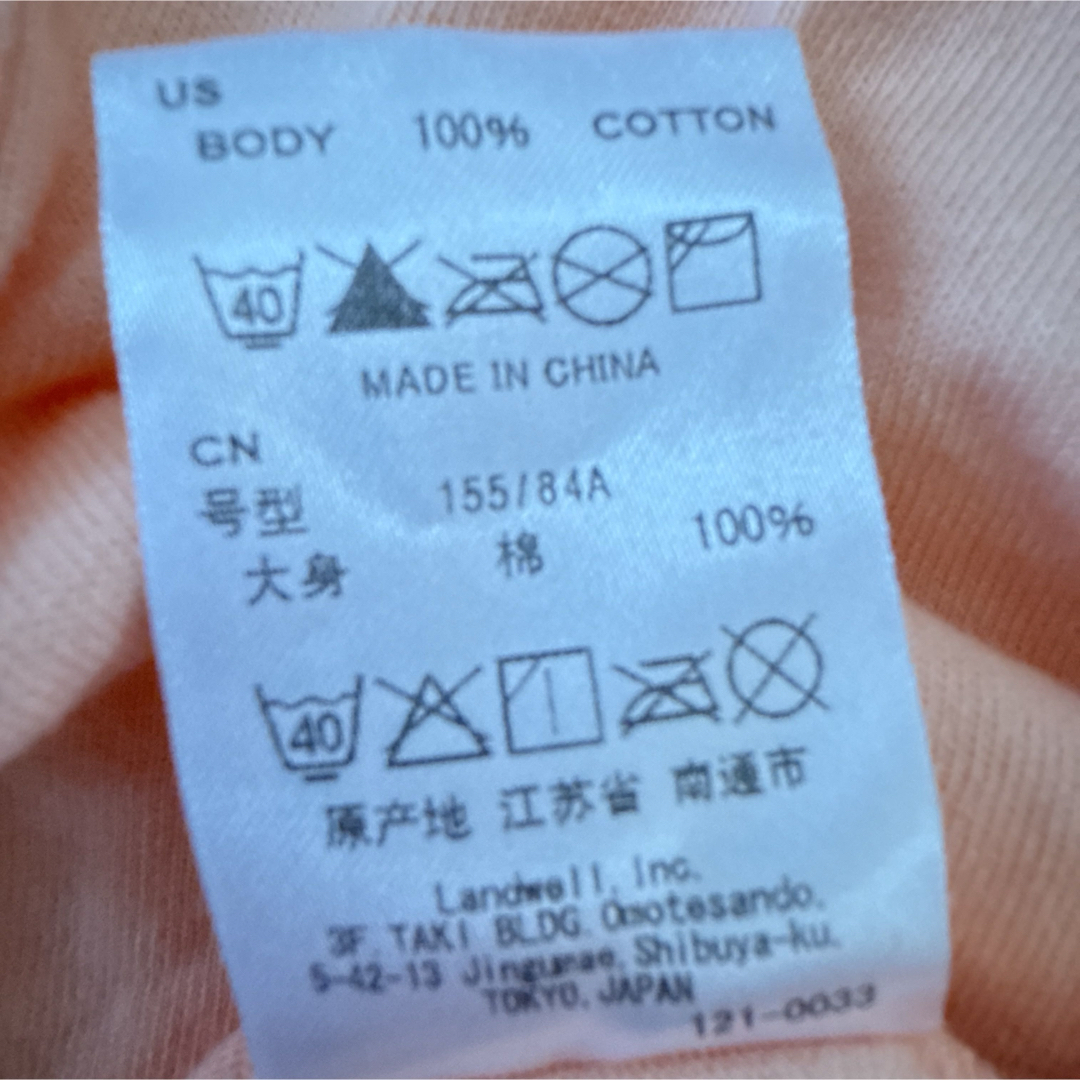 US
BODY 100% COTTON
40
MADE IN CHINA
CN
号型 155/84A
大身 棉 100%
40
原产地 江苏省 南通市
Landwell, Inc.
3F, TAKI BLDG. Omotesando,
5-42-13 Jingumae, Shibuya-ku,
TOKYO, JAPAN
121-0033